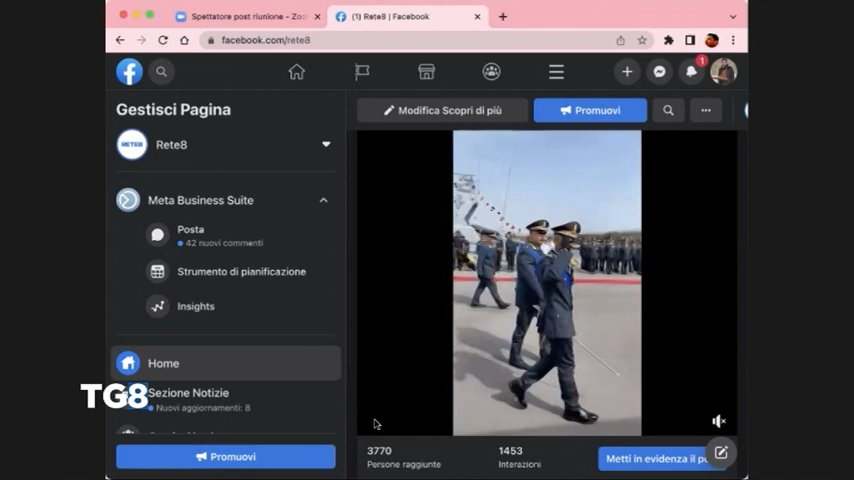 Spettatore post riunione - Zoo
(1) Rete8 | Facebook
facebook.com/rete8
1
Gestisci Pagina
Modifica Scopri di più
Promuovi
RETE8
Rete8
Meta Business Suite
Posta
42 nuovi commenti
Strumento di pianificazione
Insights
Home
TG8
Sezione Notizie
Nuovi aggiornamenti: 8
Promuovi
3770
Persone raggiunte
1453
Interazioni
Metti in evidenza il